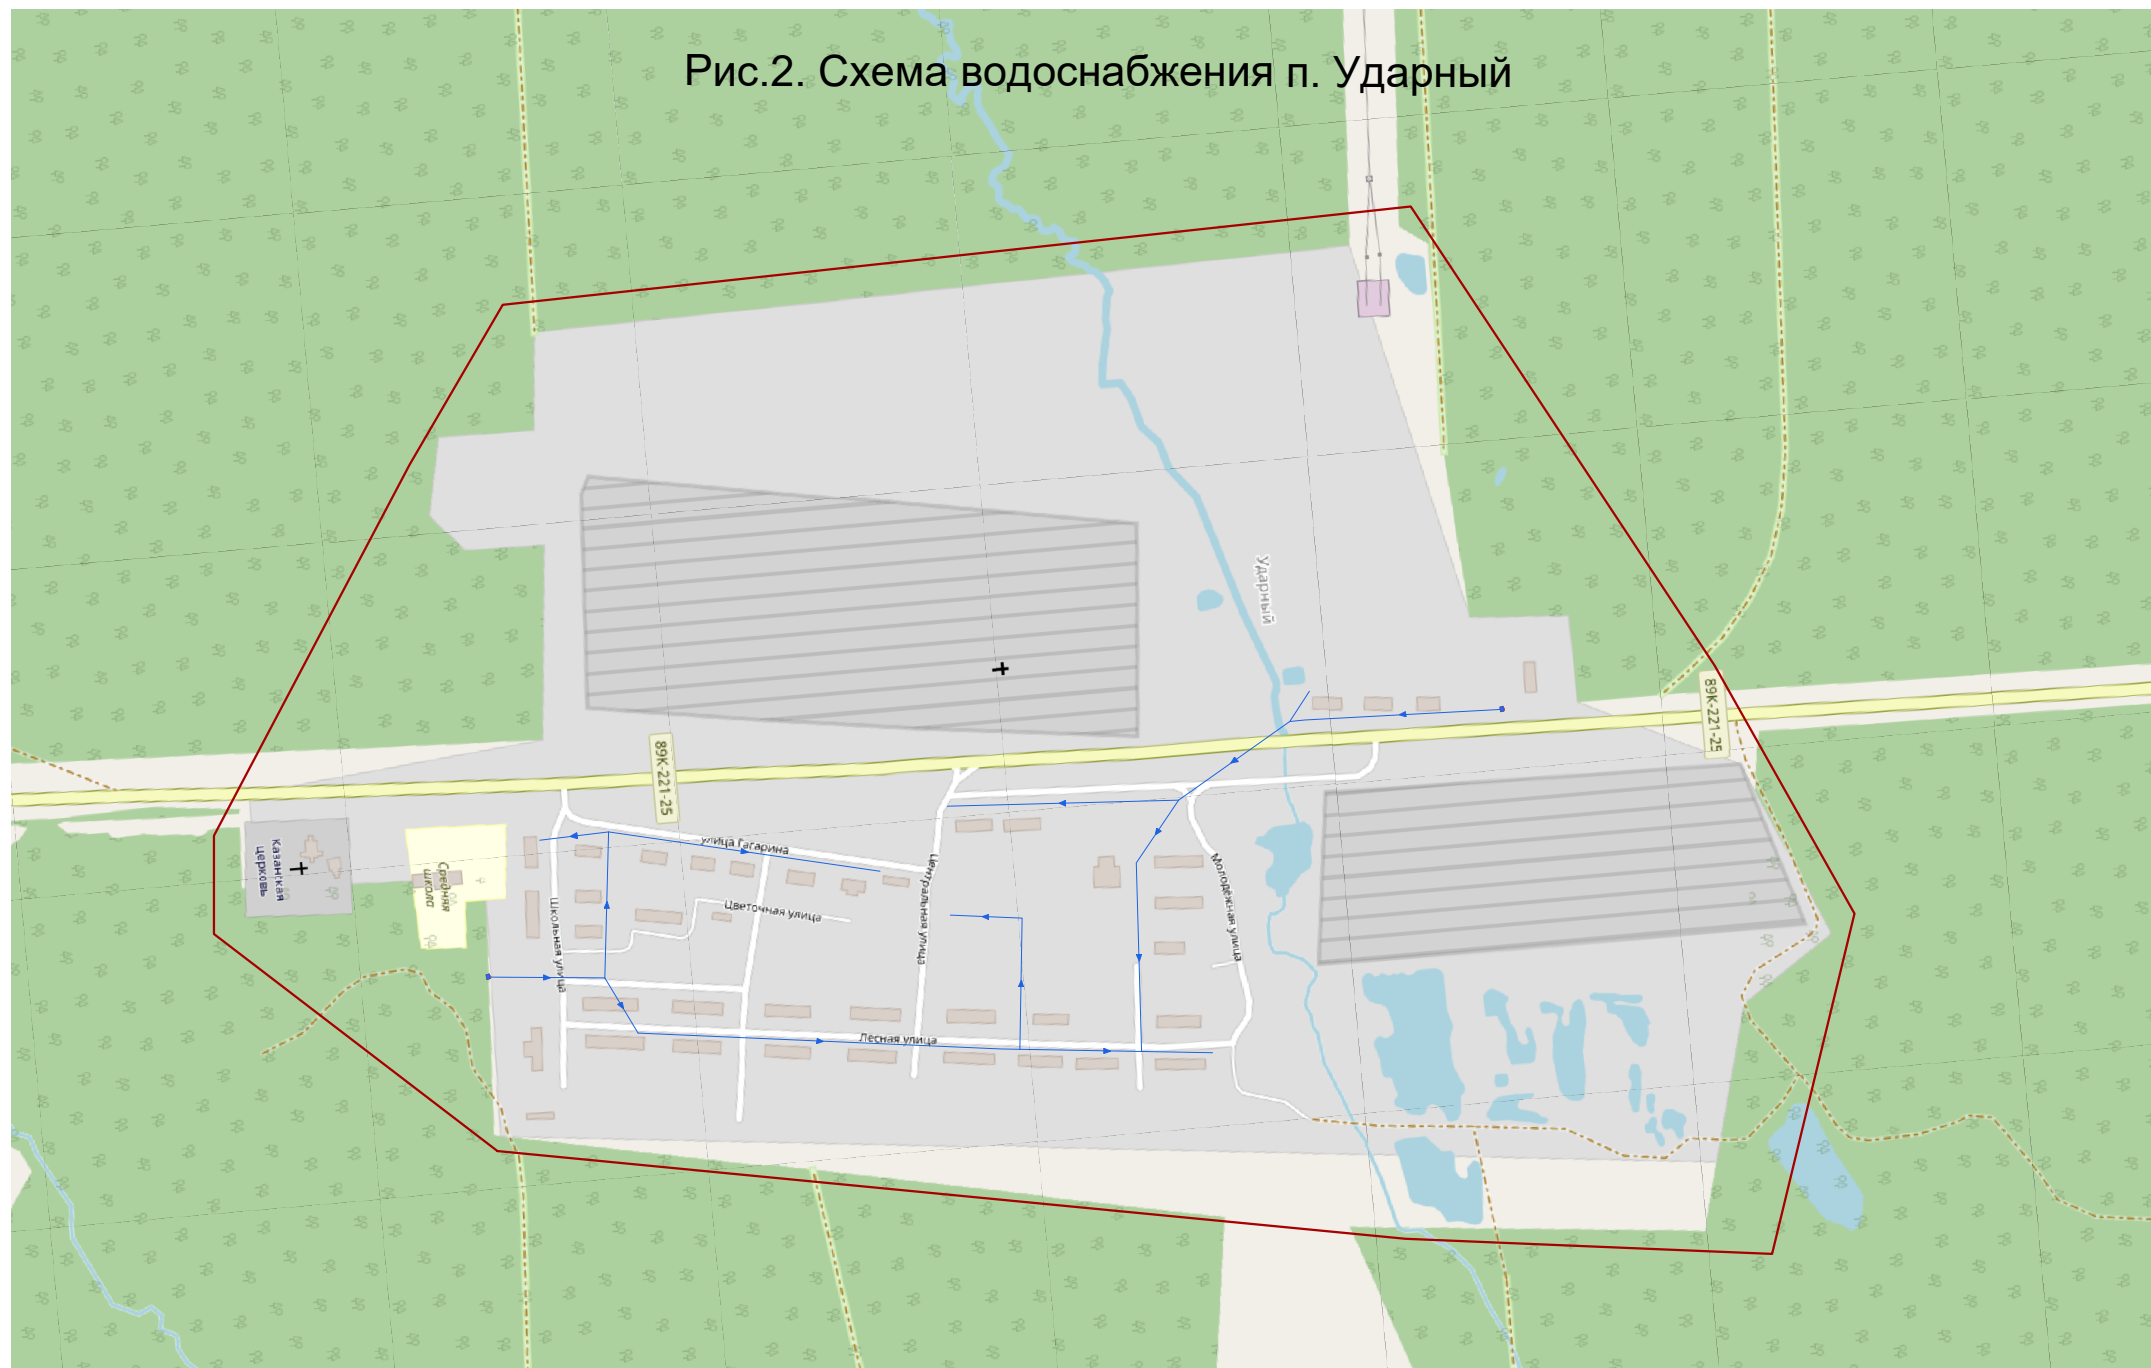 Рис.2. Схема водоснабжения п. Ударный
Ударный
89К-221-25
89К-221-25
Казанская
церковь
Средняя
школа
улица Гагарина
Цветочная улица
Школьная улица
Центральная улица
Молодёжная улица
Лесная улица